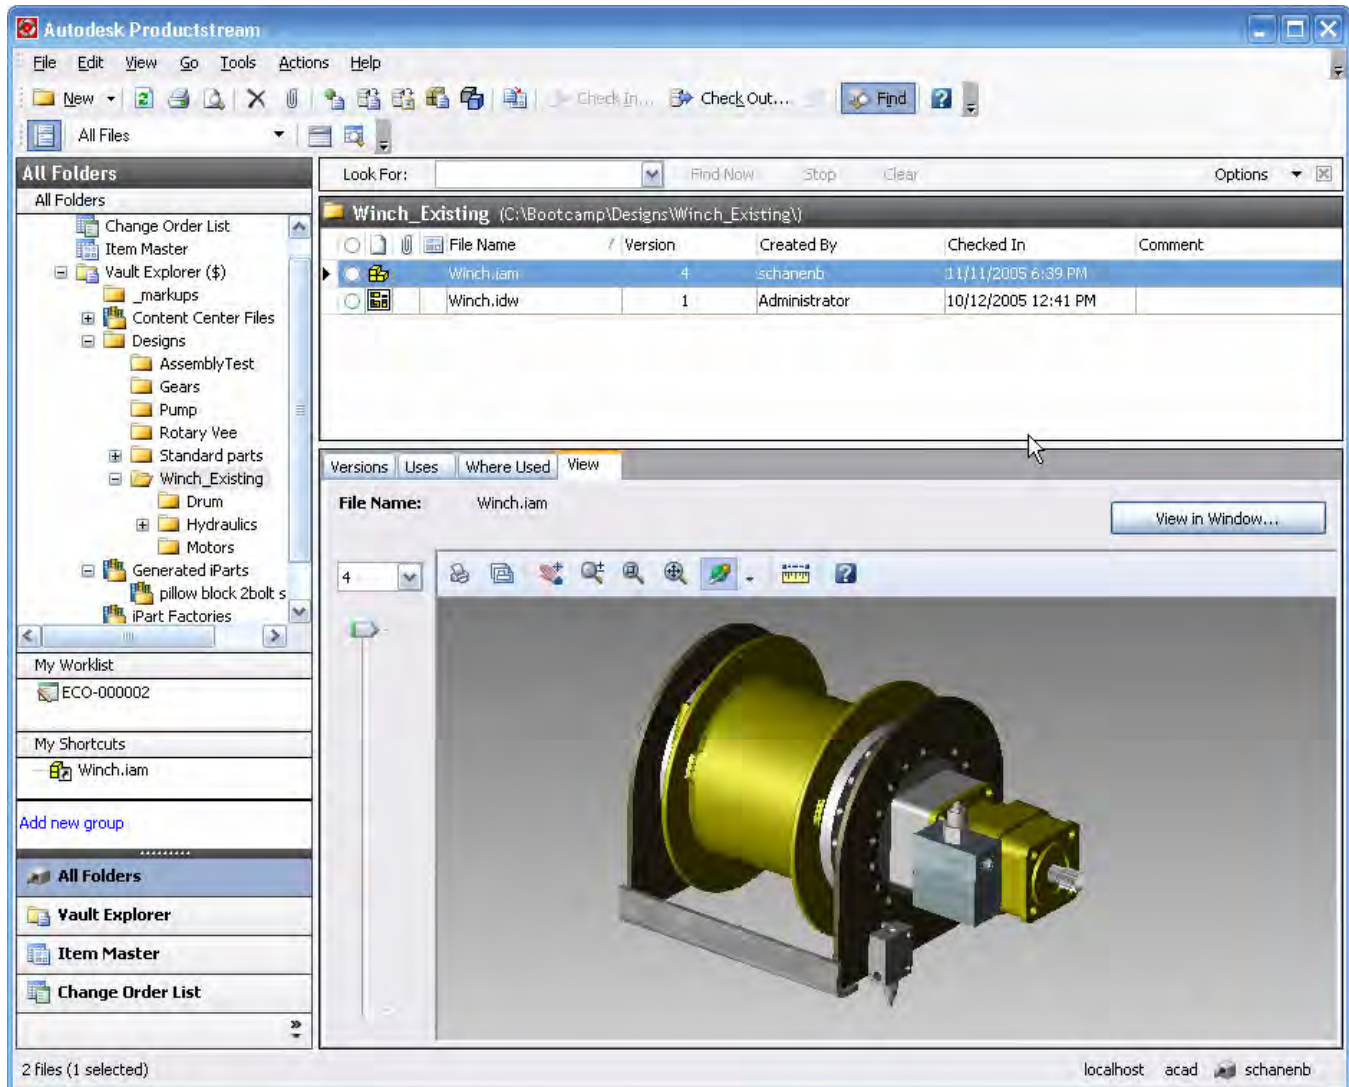 Autodesk Productstream
File Edit View Go Tools Actions Help
New Check In... Check Out... Find
All Files
All Folders
All Folders
Change Order List
Item Master
Vault Explorer ($)
_markups
Content Center Files
Designs
AssemblyTest
Gears
Pump
Rotary Vee
Standard parts
Winch_Existing
Drum
Hydraulics
Motors
Generated iParts
pillow block 2bolt s
iPart Factories
My Worklist
ECO-000002
My Shortcuts
Winch.iam
Add new group
All Folders
Vault Explorer
Item Master
Change Order List
Look For: Find Now Stop Clear Options
Winch_Existing (C:\Bootcamp\Designs\Winch_Existing\)
File Name / Version Created By Checked In Comment
Winch.iam 4 schanenb 11/11/2005 6:39 PM
Winch.idw 1 Administrator 10/12/2005 12:41 PM
Versions Uses Where Used View
File Name: Winch.iam
View in Window...
4
2 files (1 selected) localhost acad schanenb